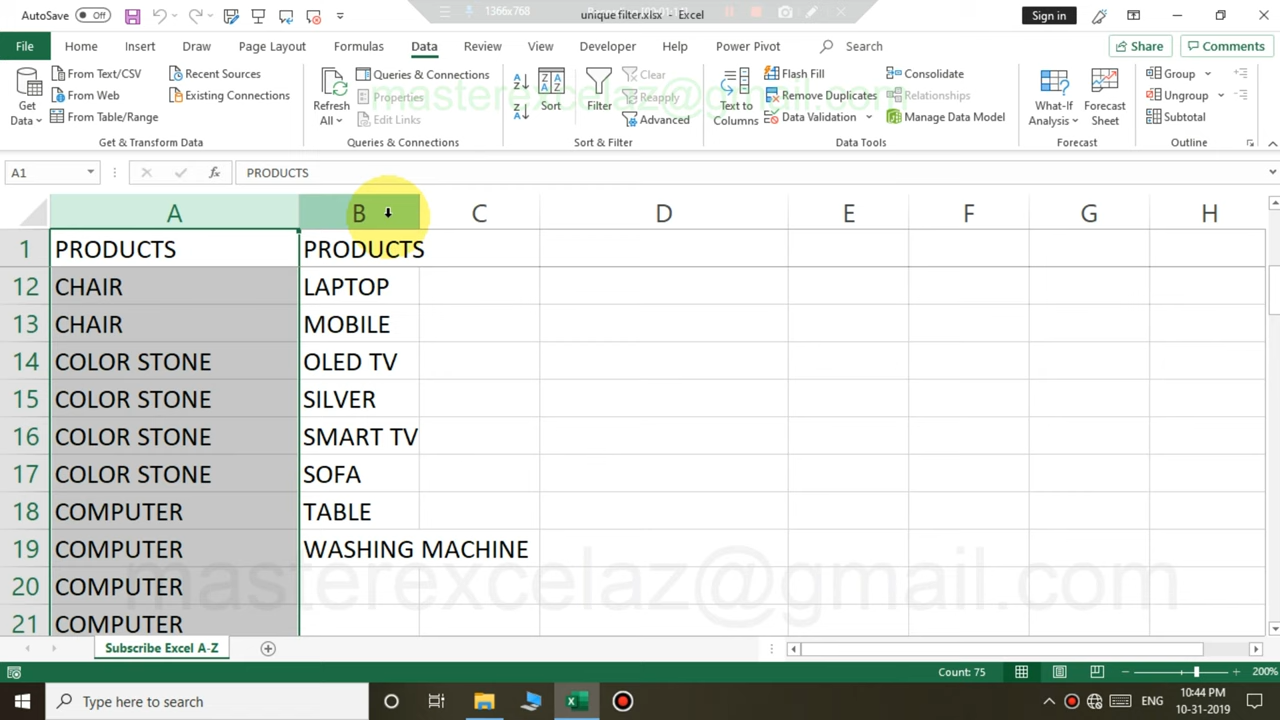 AutoSave Off
1366x768
unique filter.xlsx - Excel
Sign in
File Home Insert Draw Page Layout Formulas Data Review View Developer Help Power Pivot Search Share Comments
Get Data
From Text/CSV
From Web
From Table/Range
Recent Sources
Existing Connections
Get & Transform Data
Refresh All
Queries & Connections
Properties
Edit Links
Queries & Connections
Sort
Filter
Clear
Reapply
Advanced
Sort & Filter
Text to Columns
Flash Fill
Remove Duplicates
Data Validation
Consolidate
Relationships
Manage Data Model
Data Tools
What-If Analysis
Forecast Sheet
Forecast
Group
Ungroup
Subtotal
Outline
masterexcelaz@gmail.com
A1 fx PRODUCTS
A B C D E F G H
1 PRODUCTS PRODUCTS
12 CHAIR LAPTOP
13 CHAIR MOBILE
14 COLOR STONE OLED TV
15 COLOR STONE SILVER
16 COLOR STONE SMART TV
17 COLOR STONE SOFA
18 COMPUTER TABLE
19 COMPUTER WASHING MACHINE
20 COMPUTER
21 COMPUTER
masterexcelaz@gmail.com
Subscribe Excel A-Z
Count: 75 200%
Type here to search
ENG
10:44 PM
10-31-2019